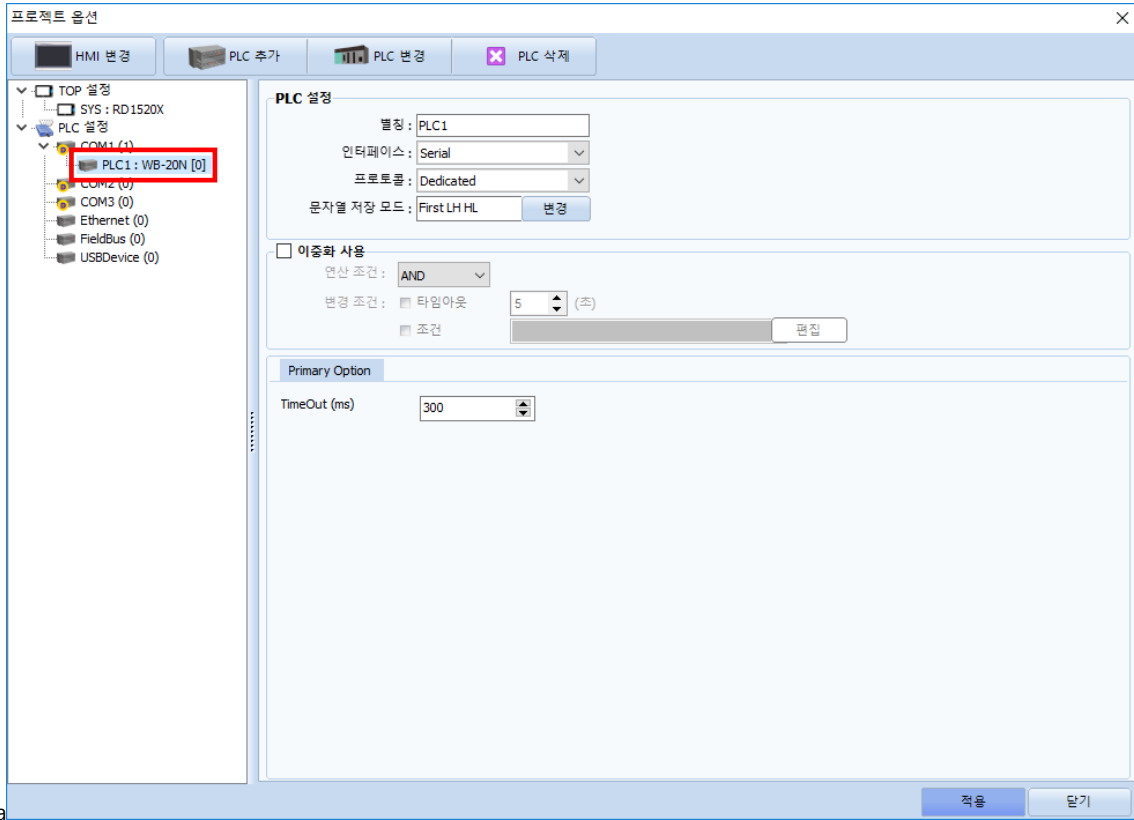 프로젝트 옵션
HMI 변경
PLC 추가
PLC 변경
PLC 삭제
TOP 설정
SYS : RD1520X
PLC 설정
COM1 (1)
PLC1 : WB-20N [0]
COM2 (0)
COM3 (0)
Ethernet (0)
FieldBus (0)
USBDevice (0)
PLC 설정
별칭 : PLC1
인터페이스 : Serial
프로토콜 : Dedicated
문자열 저장 모드 : First LH HL 변경
이중화 사용
연산 조건 : AND
변경 조건 : 타임아웃 5 (초)
조건 편집
Primary Option
TimeOut (ms) 300
적용 닫기
a